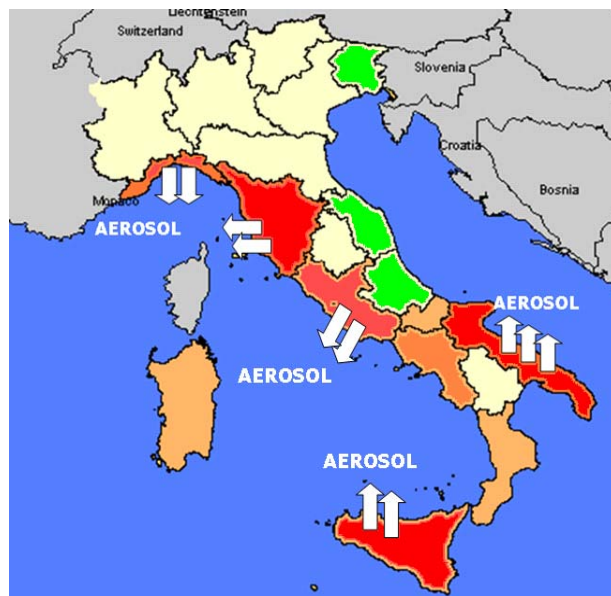 Liechtenstein
Switzerland
Slovenia
Croatia
Monaco
Bosnia
AEROSOL
AEROSOL
AEROSOL
AEROSOL